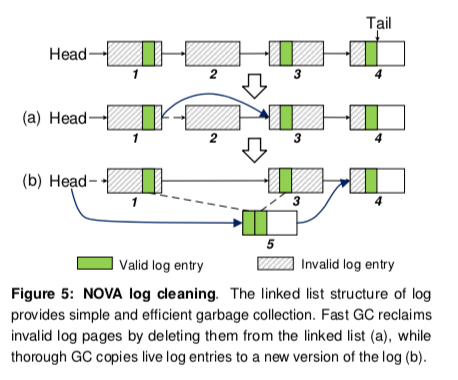 Tail
Head
1 2 3 4
(a) Head
1 2 3 4
(b) Head
1 3 4
5
Valid log entry Invalid log entry
Figure 5: NOVA log cleaning. The linked list structure of log
provides simple and efficient garbage collection. Fast GC reclaims
invalid log pages by deleting them from the linked list (a), while
thorough GC copies live log entries to a new version of the log (b).